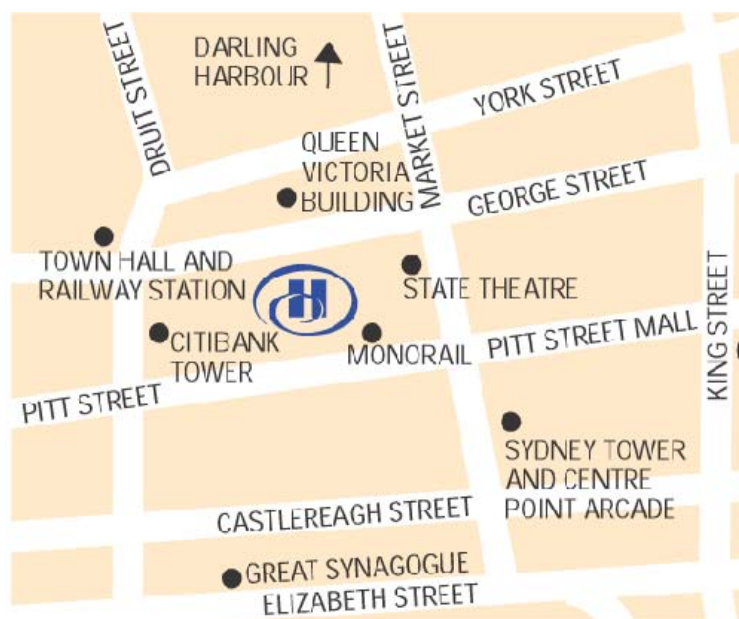 DRUIT STREET
DARLING
HARBOUR
MARKET STREET
YORK STREET
QUEEN
VICTORIA
BUILDING
GEORGE STREET
TOWN HALL AND
RAILWAY STATION
H
STATE THEATRE
KING STREET
CITIBANK
TOWER
MONORAIL
PITT STREET MALL
PITT STREET
SYDNEY TOWER
AND CENTRE
POINT ARCADE
CASTLEREAGH STREET
GREAT SYNAGOGUE
ELIZABETH STREET